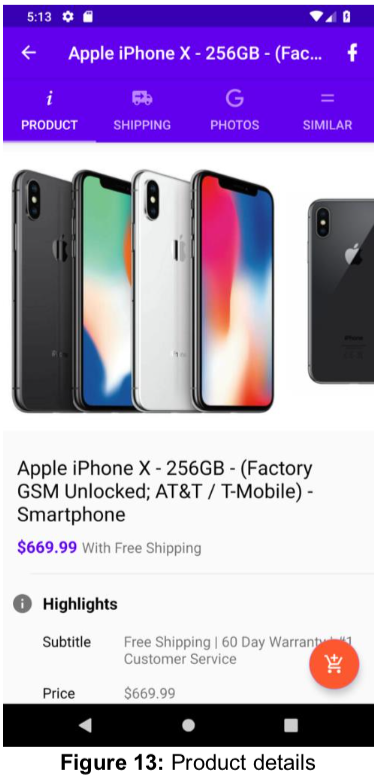 5:13
Apple iPhone X - 256GB - (Fac...
PRODUCT
SHIPPING
PHOTOS
SIMILAR
Apple iPhone X - 256GB - (Factory
GSM Unlocked; AT&T / T-Mobile) -
Smartphone
$669.99 With Free Shipping
Highlights
Subtitle Free Shipping | 60 Day Warranty | #1
Customer Service
Price $669.99
Figure 13: Product details